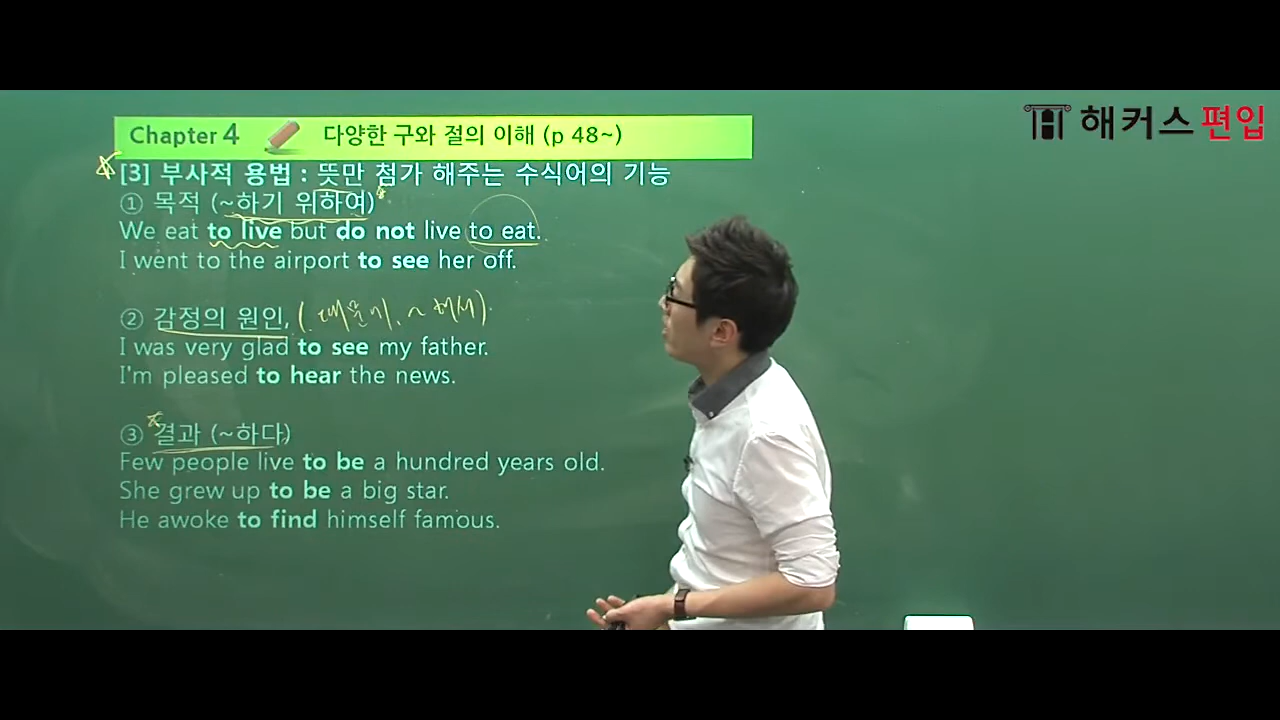 해커스편입
Chapter 4 다양한 구와 절의 이해 (p 48~)
[3] 부사적 용법 : 뜻만 첨가 해주는 수식어의 기능
① 목적 (~하기 위하여)
We eat to live but do not live to eat.
I went to the airport to see her off.
② 감정의 원인, (때문에, ~해서).
I was very glad to see my father.
I'm pleased to hear the news.
③ 결과 (~하다)
Few people live to be a hundred years old.
She grew up to be a big star.
He awoke to find himself famous.